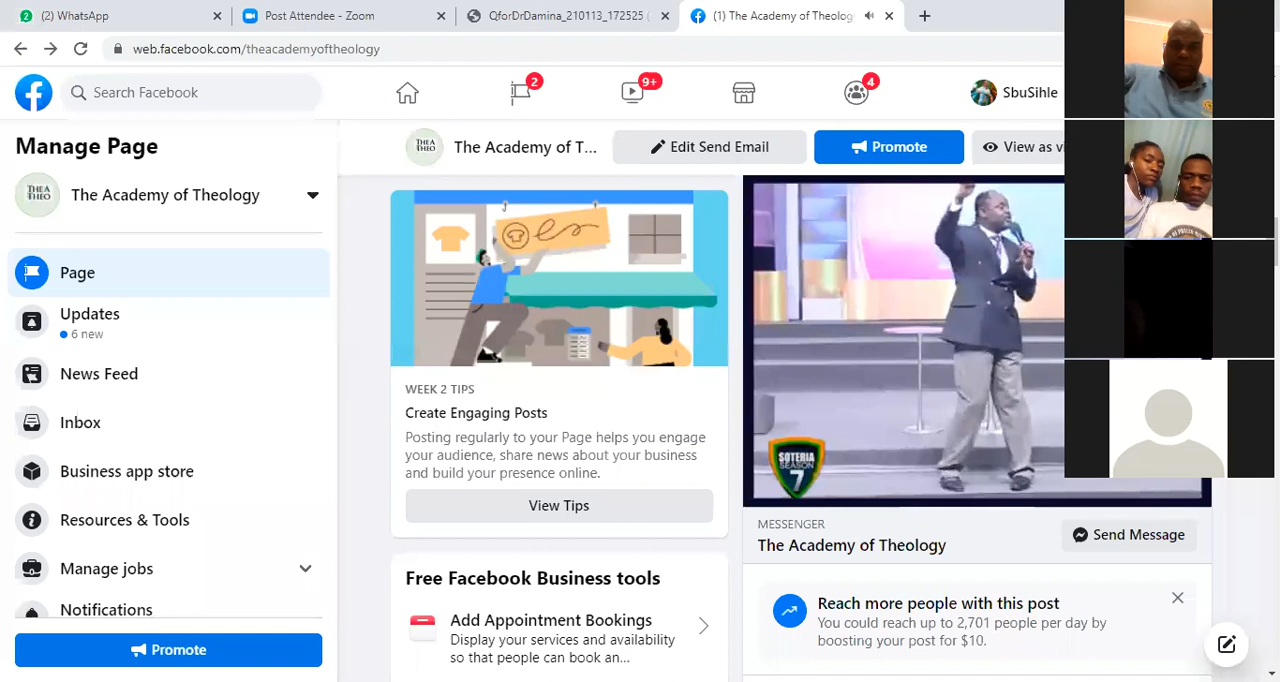 (2) WhatsApp
Post Attendee - Zoom
QforDrDamina_210113_172525 (
(1) The Academy of Theology
web.facebook.com/theacademyoftheology
Search Facebook
2
9+
4
SbuSihle
Manage Page
THEA
THEO
The Academy of T...
Edit Send Email
Promote
View as
THEA
THEO
The Academy of Theology
Page
Updates
6 new
News Feed
Inbox
Business app store
Resources & Tools
Manage jobs
Notifications
Promote
WEEK 2 TIPS
Create Engaging Posts
Posting regularly to your Page helps you engage
your audience, share news about your business
and build your presence online.
View Tips
Free Facebook Business tools
Add Appointment Bookings
Display your services and availability
so that people can book an...
SOTERIA
SEASON
7
MESSENGER
The Academy of Theology
Send Message
Reach more people with this post
You could reach up to 2,701 people per day by
boosting your post for $10.